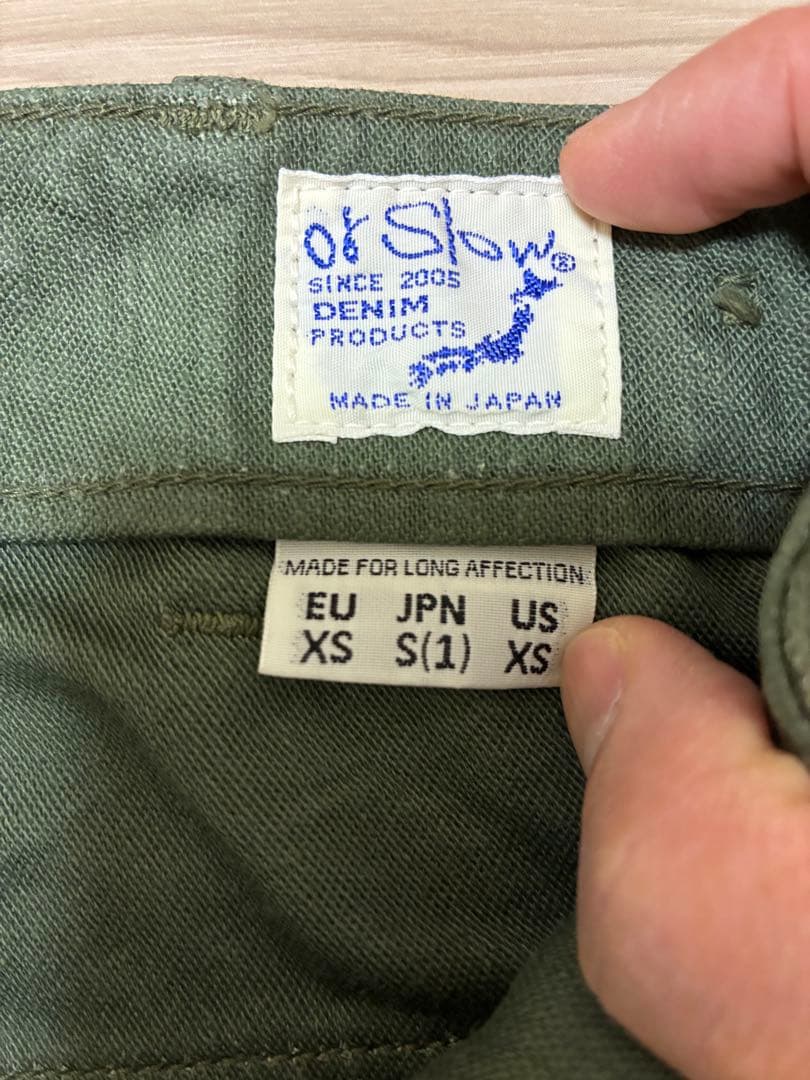 or Slow®
SINCE 2005
DENIM
PRODUCTS
MADE IN JAPAN
MADE FOR LONG AFFECTION
EU JPN US
XS S(1) XS